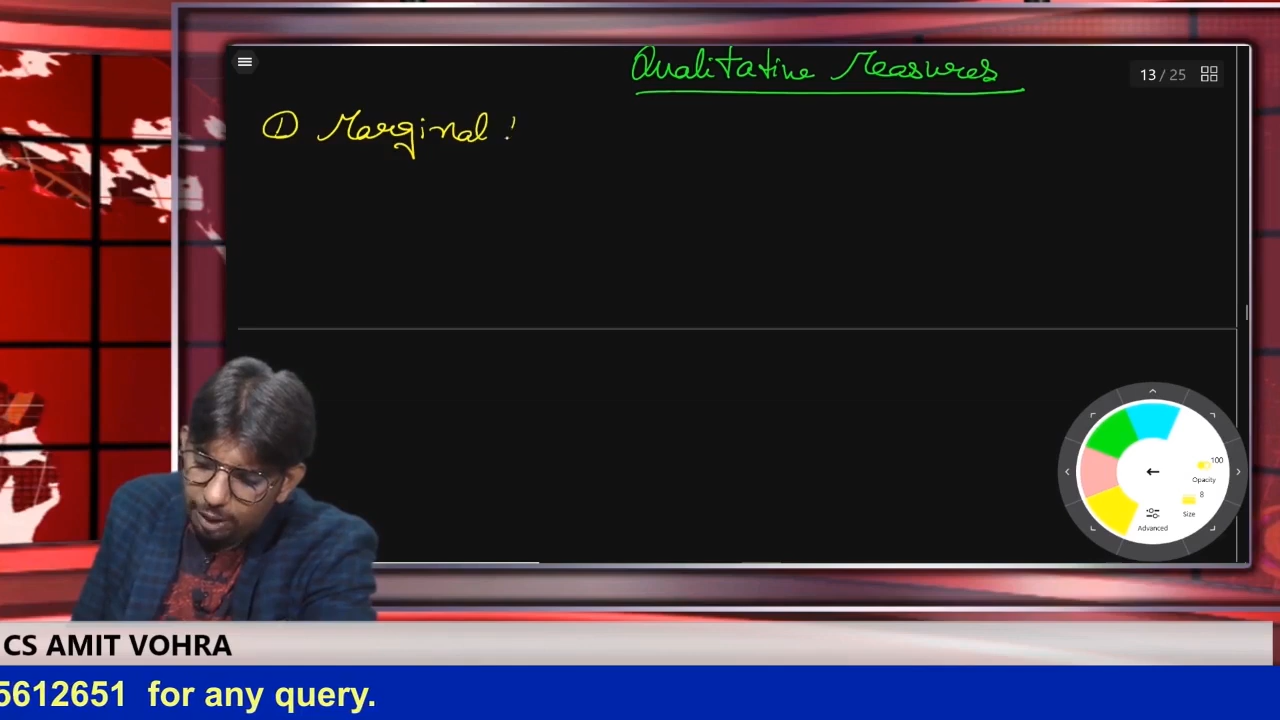 Qualitative Measures
13 / 25
① Marginal :
100
Opacity
8
Size
Advanced
CS AMIT VOHRA
5612651 for any query.